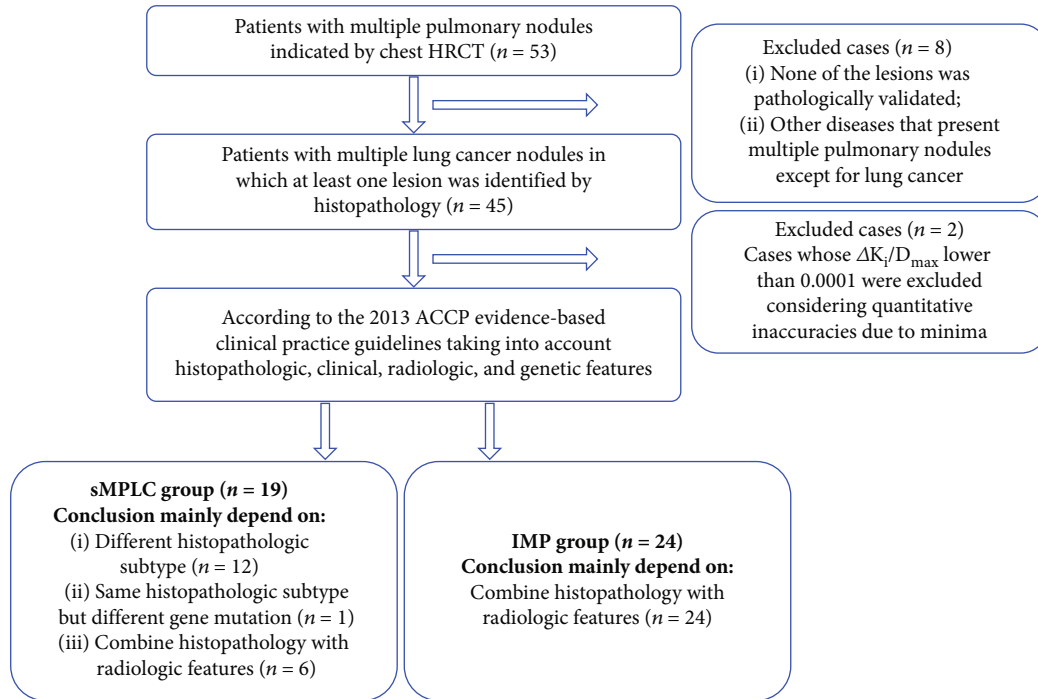 Patients with multiple pulmonary nodules
indicated by chest HRCT (n = 53)
Excluded cases (n = 8)
(i) None of the lesions was
pathologically validated;
(ii) Other diseases that present
multiple pulmonary nodules
except for lung cancer
Patients with multiple lung cancer nodules in
which at least one lesion was identified by
histopathology (n = 45)
Excluded cases (n = 2)
Cases whose ΔKi/Dmax lower
than 0.0001 were excluded
considering quantitative
inaccuracies due to minima
According to the 2013 ACCP evidence-based
clinical practice guidelines taking into account
histopathologic, clinical, radiologic, and genetic features
sMPLC group (n = 19)
Conclusion mainly depend on:
(i) Different histopathologic
subtype (n = 12)
(ii) Same histopathologic subtype
but different gene mutation (n = 1)
(iii) Combine histopathology with
radiologic features (n = 6)
IMP group (n = 24)
Conclusion mainly depend on:
Combine histopathology with
radiologic features (n = 24)